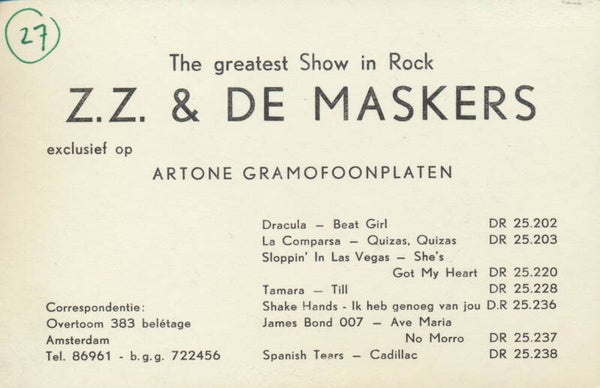 27
The greatest Show in Rock
Z.Z. & DE MASKERS
exclusief op
ARTONE GRAMOFOONPLATEN
Dracula – Beat Girl DR 25.202
La Comparsa – Quizas, Quizas DR 25.203
Sloppin' In Las Vegas – She's
Got My Heart DR 25.220
Tamara – Till DR 25.228
Shake Hands - Ik heb genoeg van jou D.R 25.236
James Bond 007 – Ave Maria
No Morro DR 25.237
Spanish Tears – Cadillac DR 25.238
Correspondentie:
Overtoom 383 belétage
Amsterdam
Tel. 86961 - b.g.g. 722456